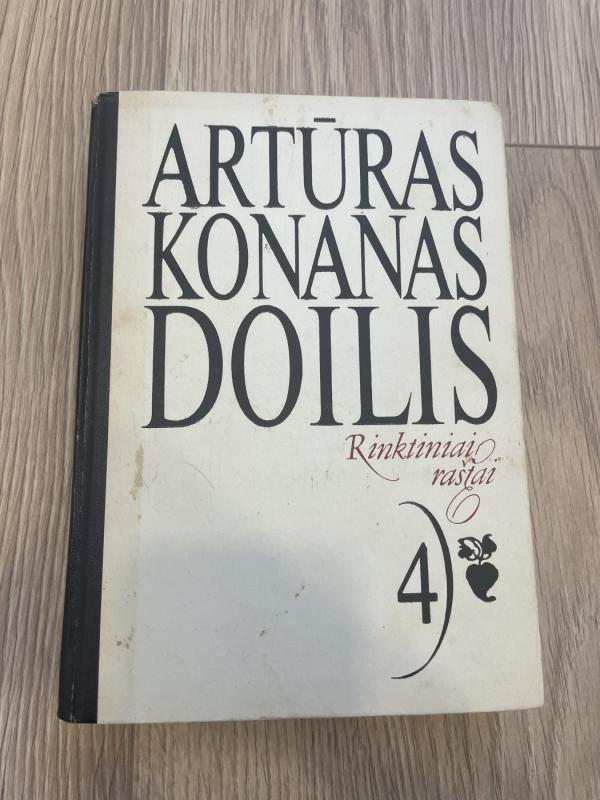 ARTŪRAS
KONANAS
DOILIS
Rinktiniai
raštai
4)